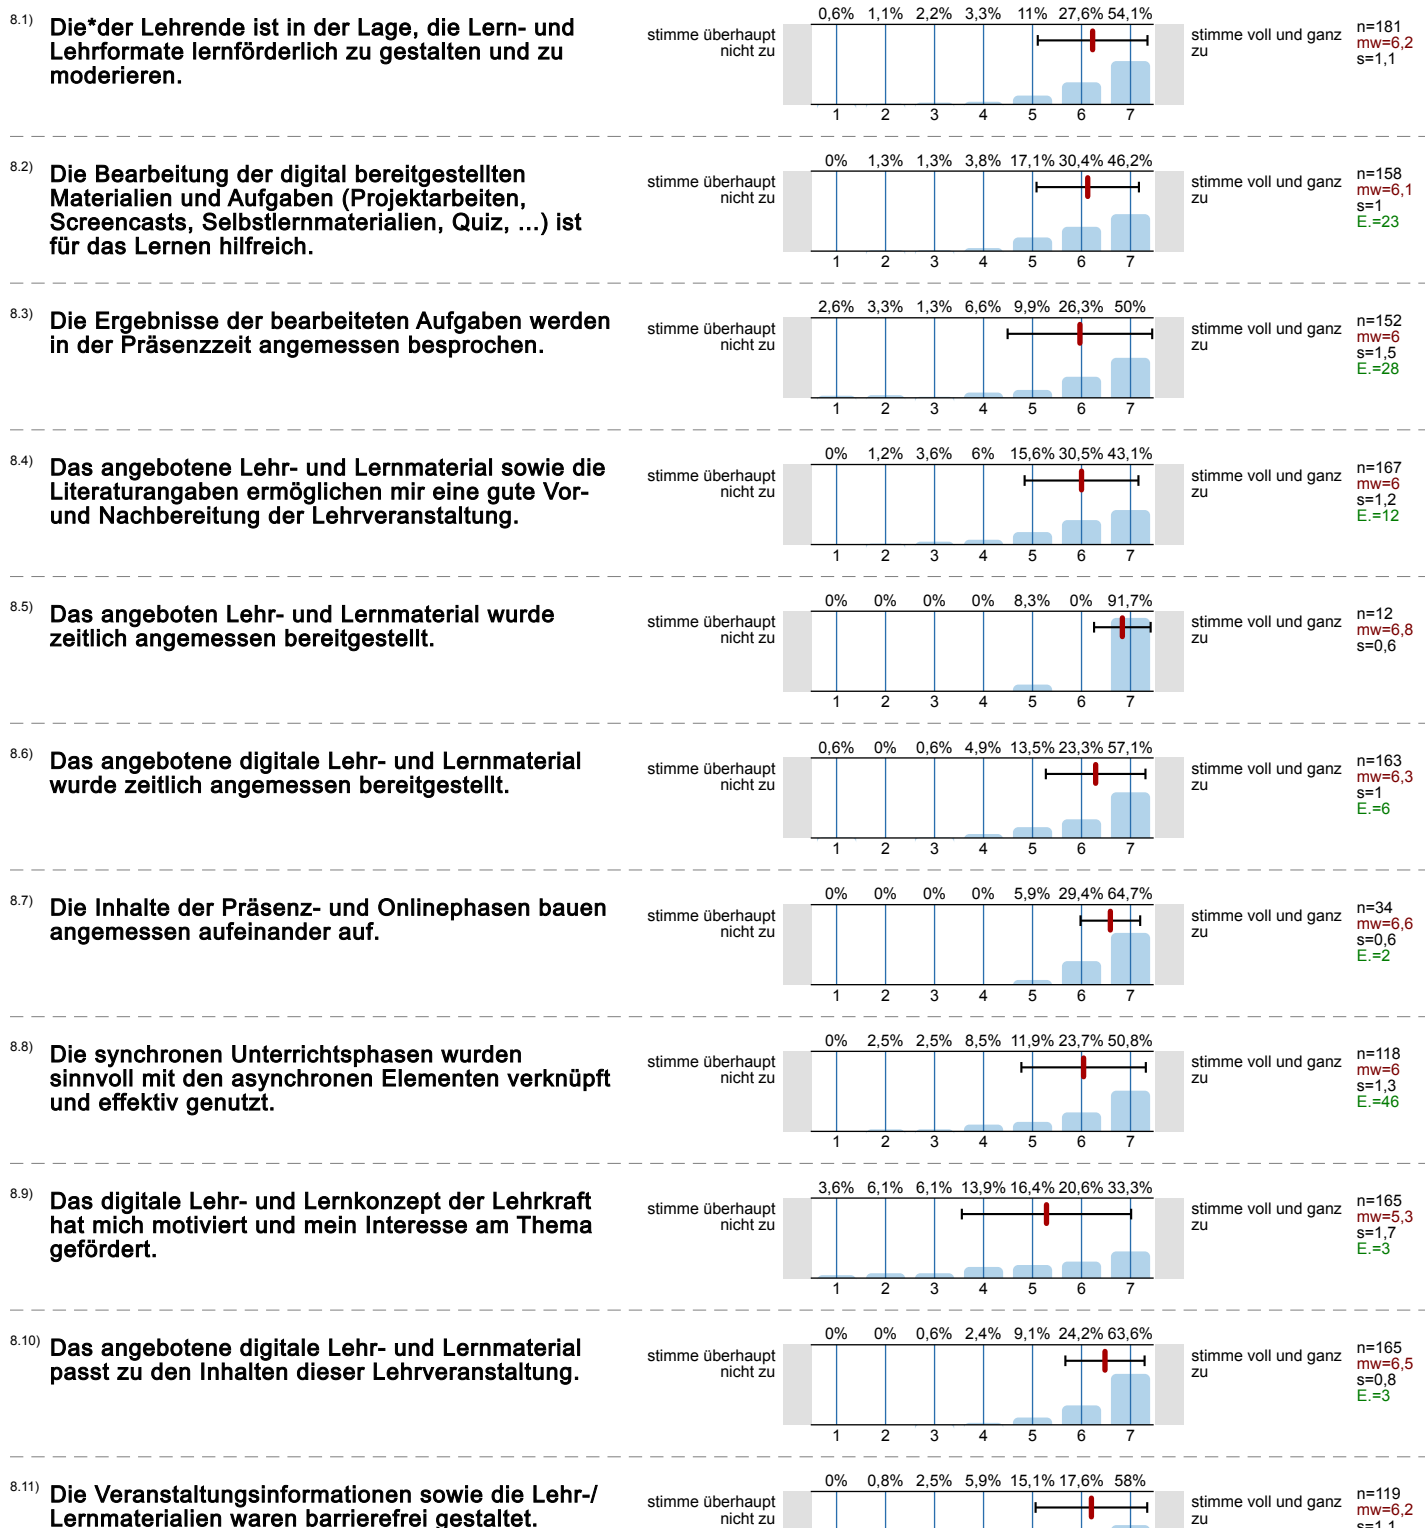 8.1) Die*der Lehrende ist in der Lage, die Lern- und
Lehrformate lernförderlich zu gestalten und zu
moderieren.
stimme überhaupt
nicht zu
0,6% 1,1% 2,2% 3,3% 11% 27,6% 54,1%
1 2 3 4 5 6 7
stimme voll und ganz
zu
n=181
mw=6,2
s=1,1
8.2) Die Bearbeitung der digital bereitgestellten
Materialien und Aufgaben (Projektarbeiten,
Screencasts, Selbstlernmaterialien, Quiz, ...) ist
für das Lernen hilfreich.
stimme überhaupt
nicht zu
0% 1,3% 1,3% 3,8% 17,1% 30,4% 46,2%
1 2 3 4 5 6 7
stimme voll und ganz
zu
n=158
mw=6,1
s=1
E.=23
8.3) Die Ergebnisse der bearbeiteten Aufgaben werden
in der Präsenzzeit angemessen besprochen.
stimme überhaupt
nicht zu
2,6% 3,3% 1,3% 6,6% 9,9% 26,3% 50%
1 2 3 4 5 6 7
stimme voll und ganz
zu
n=152
mw=6
s=1,5
E.=28
8.4) Das angebotene Lehr- und Lernmaterial sowie die
Literaturangaben ermöglichen mir eine gute Vor-
und Nachbereitung der Lehrveranstaltung.
stimme überhaupt
nicht zu
0% 1,2% 3,6% 6% 15,6% 30,5% 43,1%
1 2 3 4 5 6 7
stimme voll und ganz
zu
n=167
mw=6
s=1,2
E.=12
8.5) Das angeboten Lehr- und Lernmaterial wurde
zeitlich angemessen bereitgestellt.
stimme überhaupt
nicht zu
0% 0% 0% 0% 8,3% 0% 91,7%
1 2 3 4 5 6 7
stimme voll und ganz
zu
n=12
mw=6,8
s=0,6
8.6) Das angebotene digitale Lehr- und Lernmaterial
wurde zeitlich angemessen bereitgestellt.
stimme überhaupt
nicht zu
0,6% 0% 0,6% 4,9% 13,5% 23,3% 57,1%
1 2 3 4 5 6 7
stimme voll und ganz
zu
n=163
mw=6,3
s=1
E.=6
8.7) Die Inhalte der Präsenz- und Onlinephasen bauen
angemessen aufeinander auf.
stimme überhaupt
nicht zu
0% 0% 0% 0% 5,9% 29,4% 64,7%
1 2 3 4 5 6 7
stimme voll und ganz
zu
n=34
mw=6,6
s=0,6
E.=2
8.8) Die synchronen Unterrichtsphasen wurden
sinnvoll mit den asynchronen Elementen verknüpft
und effektiv genutzt.
stimme überhaupt
nicht zu
0% 2,5% 2,5% 8,5% 11,9% 23,7% 50,8%
1 2 3 4 5 6 7
stimme voll und ganz
zu
n=118
mw=6
s=1,3
E.=46
8.9) Das digitale Lehr- und Lernkonzept der Lehrkraft
hat mich motiviert und mein Interesse am Thema
gefördert.
stimme überhaupt
nicht zu
3,6% 6,1% 6,1% 13,9% 16,4% 20,6% 33,3%
1 2 3 4 5 6 7
stimme voll und ganz
zu
n=165
mw=5,3
s=1,7
E.=3
8.10) Das angebotene digitale Lehr- und Lernmaterial
passt zu den Inhalten dieser Lehrveranstaltung.
stimme überhaupt
nicht zu
0% 0% 0,6% 2,4% 9,1% 24,2% 63,6%
1 2 3 4 5 6 7
stimme voll und ganz
zu
n=165
mw=6,5
s=0,8
E.=3
8.11) Die Veranstaltungsinformationen sowie die Lehr-/
Lernmaterialien waren barrierefrei gestaltet.
stimme überhaupt
nicht zu
0% 0,8% 2,5% 5,9% 15,1% 17,6% 58%
stimme voll und ganz
zu
n=119
mw=6,2
s=1,1